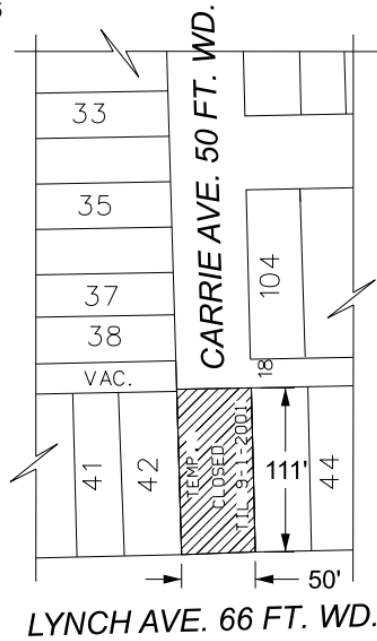 CARRIE AVE. 50 FT. WD.
33
35
37
38
VAC.
104
18
41
42
TEMP.
CLOSED
TIL 9-1-2001
111'
44
50'
LYNCH AVE. 66 FT. WD.